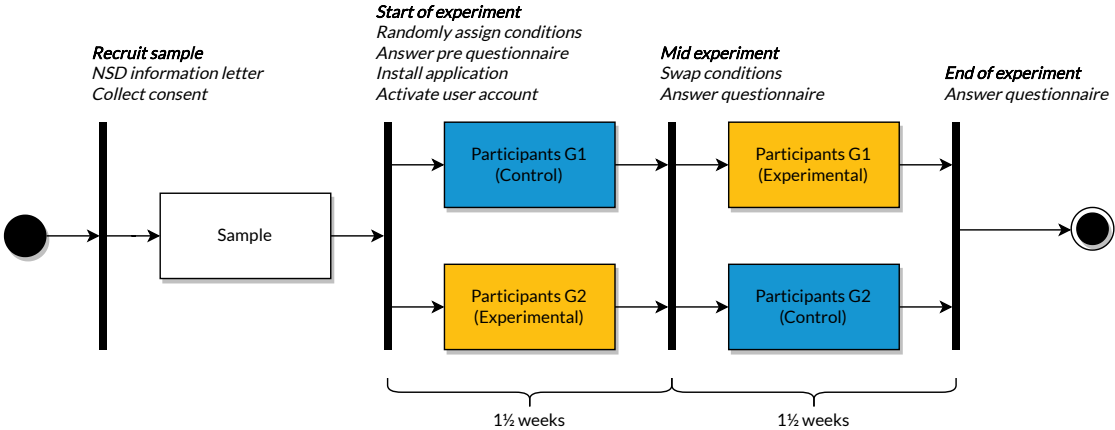 Recruit sample
NSD information letter
Collect consent
Start of experiment
Randomly assign conditions
Answer pre questionnaire
Install application
Activate user account
Mid experiment
Swap conditions
Answer questionnaire
End of experiment
Answer questionnaire
Sample
Participants G1
(Control)
Participants G1
(Experimental)
Participants G2
(Experimental)
Participants G2
(Control)
1½ weeks
1½ weeks